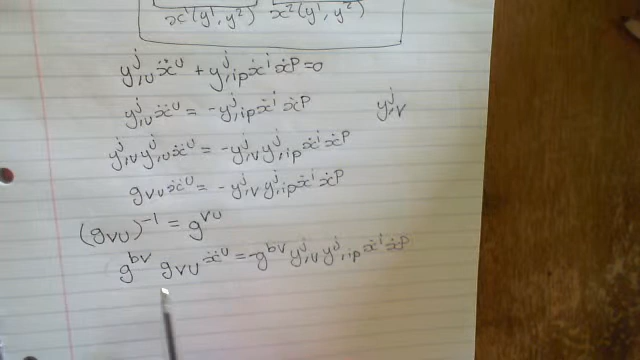 x¹(y¹, y²) x²(y¹, y²)
y^j_{,u} ẍ^u + y^j_{,ip} ẋ^i ẋ^p = 0
y^j_{,u} ẍ^u = -y^j_{,ip} ẋ^i ẋ^p y^j_{,v}
y^j_{,v} y^j_{,u} ẍ^u = -y^j_{,v} y^j_{,ip} ẋ^i ẋ^p
g_{vu} ẍ^u = -y^j_{,v} y^j_{,ip} ẋ^i ẋ^p
(g_{vu})^{-1} = g^{vu}
g^{bv} g_{vu} ẍ^u = -g^{bv} y^j_{,v} y^j_{,ip} ẋ^i ẋ^p